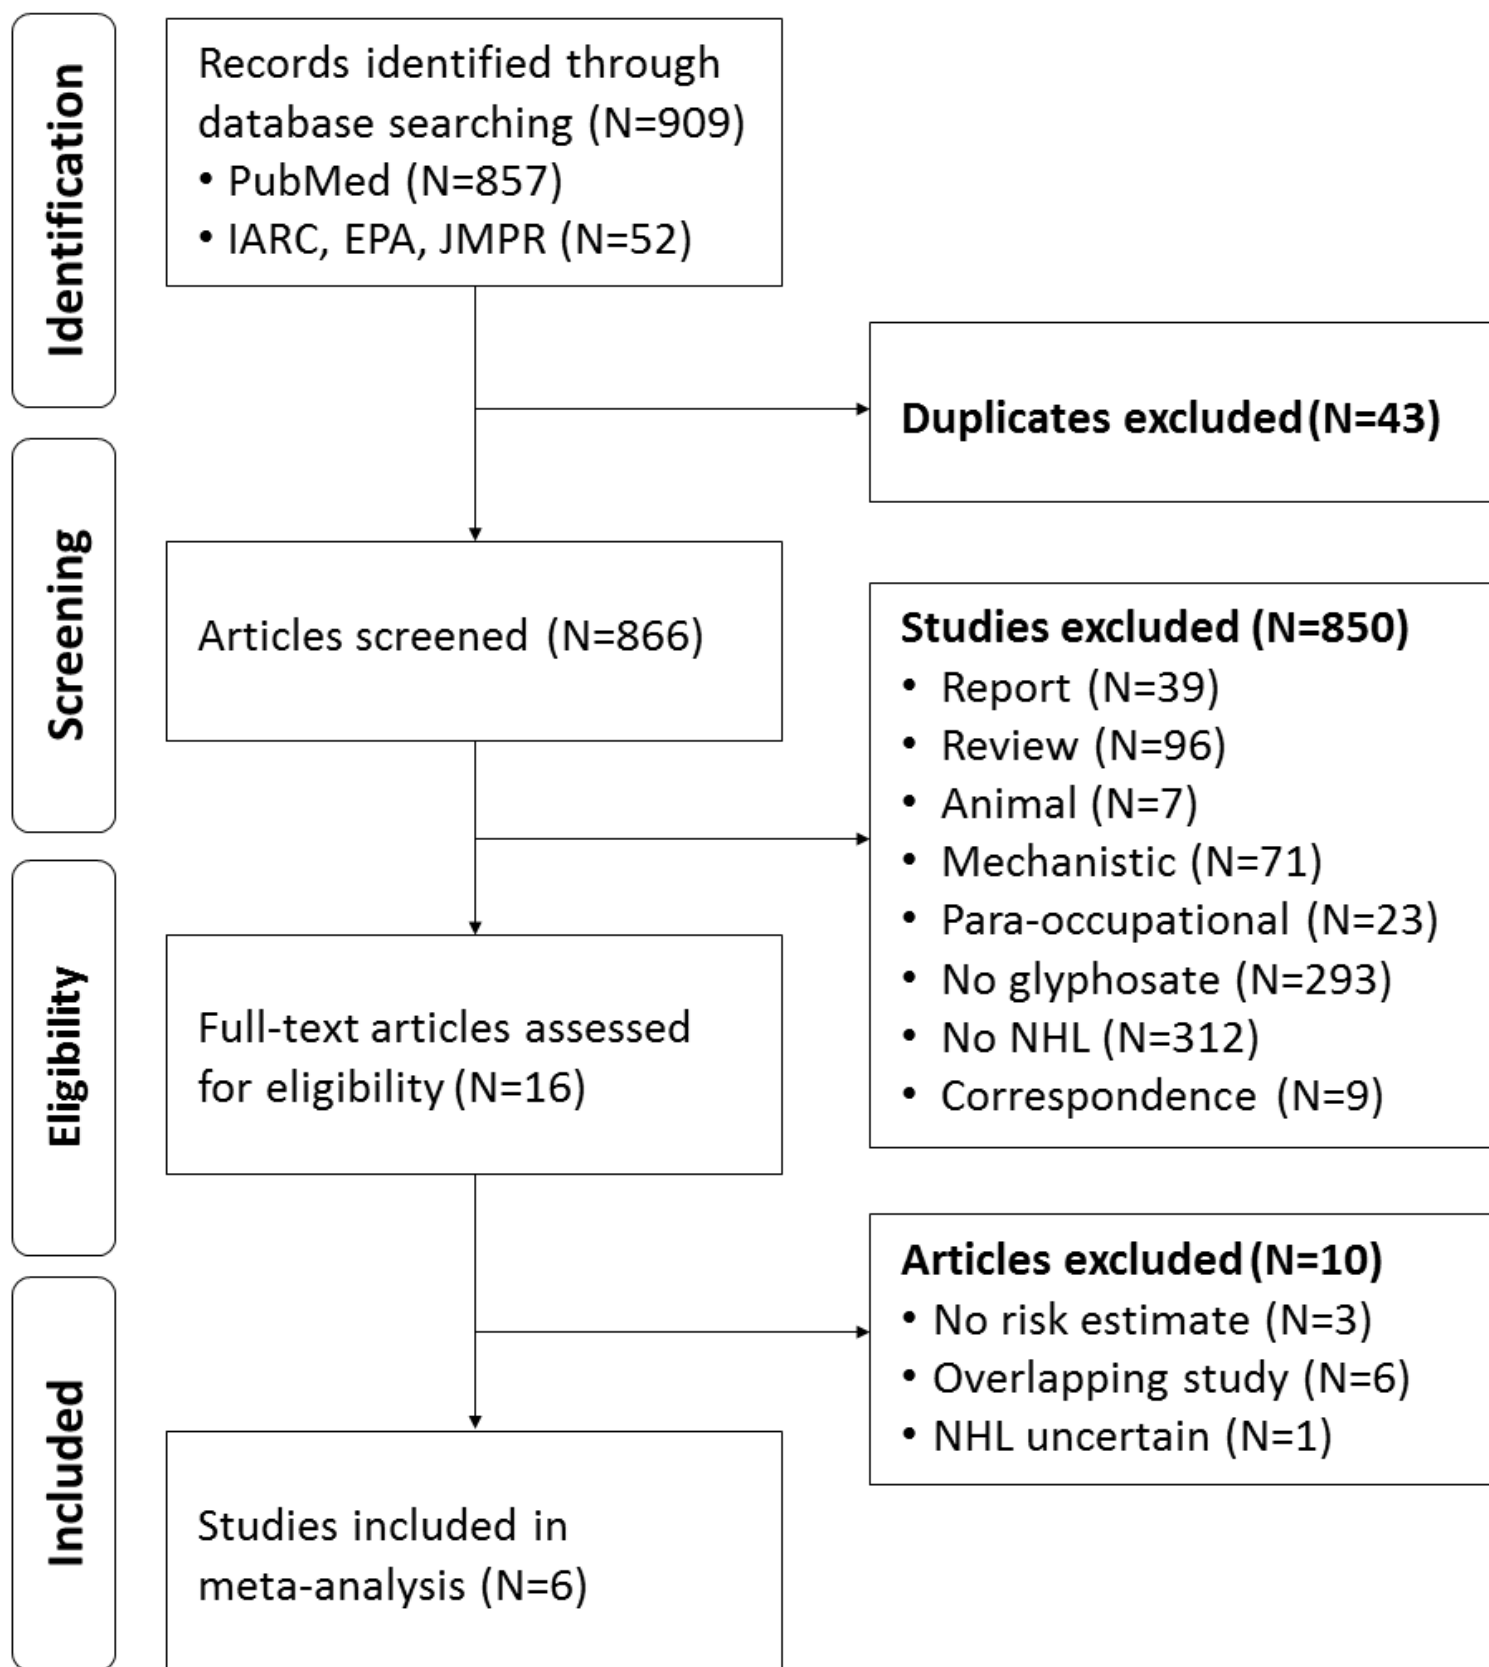 Identification
Records identified through
database searching (N=909)
• PubMed (N=857)
• IARC, EPA, JMPR (N=52)
Duplicates excluded (N=43)
Screening
Articles screened (N=866)
Studies excluded (N=850)
• Report (N=39)
• Review (N=96)
• Animal (N=7)
• Mechanistic (N=71)
• Para-occupational (N=23)
• No glyphosate (N=293)
• No NHL (N=312)
• Correspondence (N=9)
Eligibility
Full-text articles assessed
for eligibility (N=16)
Articles excluded (N=10)
• No risk estimate (N=3)
• Overlapping study (N=6)
• NHL uncertain (N=1)
Included
Studies included in
meta-analysis (N=6)